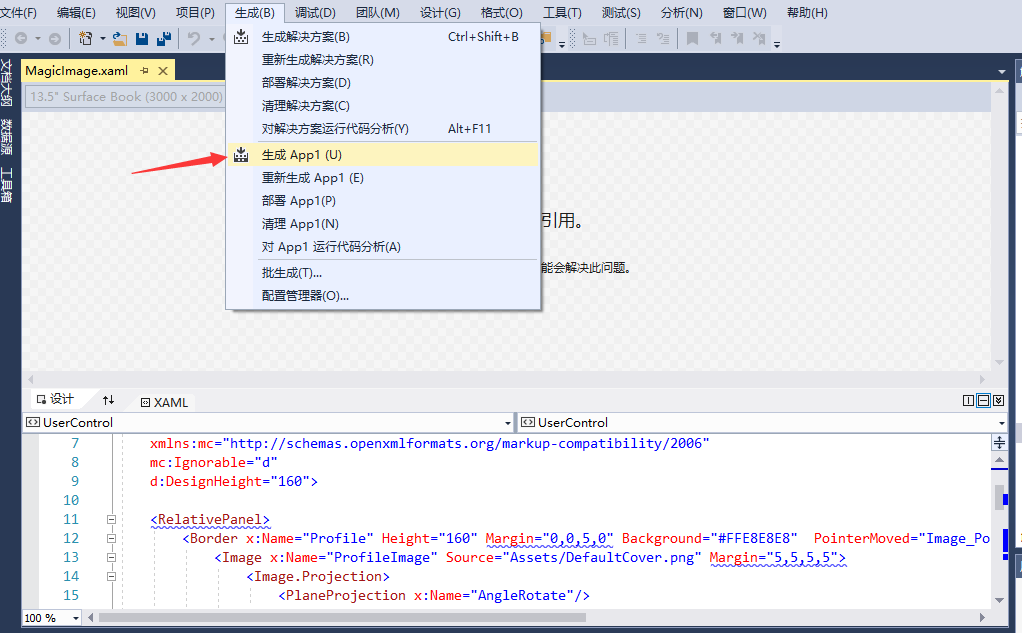 文件(F) 编辑(E) 视图(V) 项目(P) 生成(B) 调试(D) 团队(M) 设计(G) 格式(O) 工具(T) 测试(S) 分析(N) 窗口(W) 帮助(H)
生成解决方案(B) Ctrl+Shift+B
重新生成解决方案(R)
部署解决方案(D)
清理解决方案(C)
对解决方案运行代码分析(Y) Alt+F11
生成 App1 (U)
重新生成 App1 (E)
部署 App1(P)
清理 App1(N)
对 App1 运行代码分析(A)
批生成(T)...
配置管理器(O)...
文档大纲
数据源
工具箱
MagicImage.xaml
13.5" Surface Book (3000 x 2000)
引用。
能会解决此问题。
设计 XAML
UserControl UserControl
7 xmlns:mc="http://schemas.openxmlformats.org/markup-compatibility/2006"
8 mc:Ignorable="d"
9 d:DesignHeight="160">
10
11 <RelativePanel>
12 <Border x:Name="Profile" Height="160" Margin="0,0,5,0" Background="#FFE8E8E8" PointerMoved="Image_Po
13 <Image x:Name="ProfileImage" Source="Assets/DefaultCover.png" Margin="5,5,5,5">
14 <Image.Projection>
15 <PlaneProjection x:Name="AngleRotate"/>
100 %